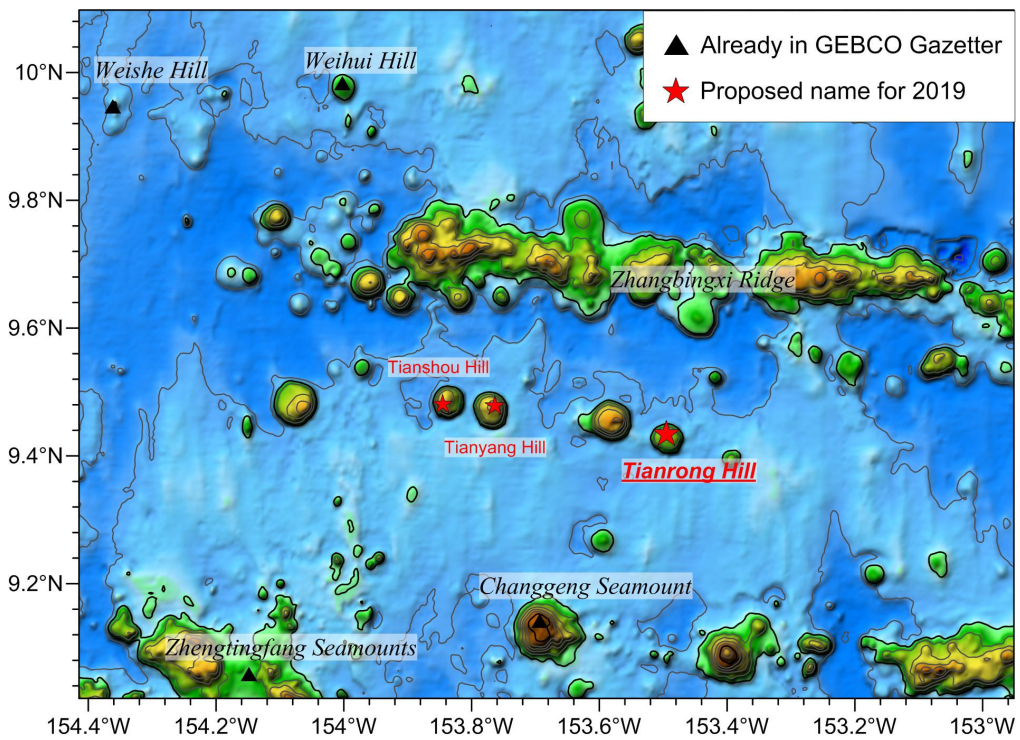 Already in GEBCO Gazetter
Proposed name for 2019
Weishe Hill
Weihui Hill
10°N
9.8°N
Zhangbingxi Ridge
9.6°N
Tianshou Hill
Tianyang Hill
9.4°N
Tianrong Hill
9.2°N
Changgeng Seamount
Zhengtingfang Seamounts
154.4°W
154.2°W
154°W
153.8°W
153.6°W
153.4°W
153.2°W
153°W